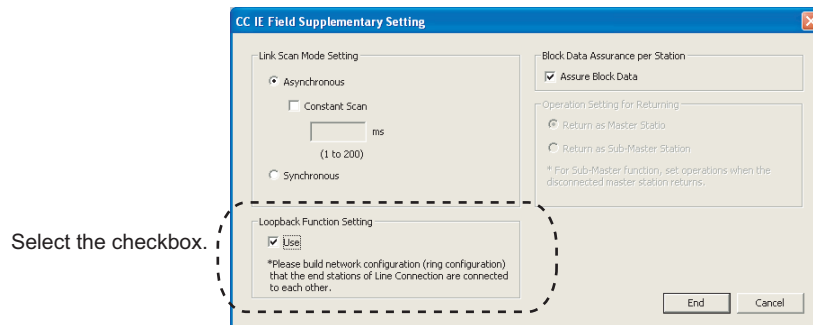 CC IE Field Supplementary Setting
Link Scan Mode Setting
Asynchronous
Constant Scan
ms
(1 to 200)
Synchronous
Block Data Assurance per Station
Assure Block Data
Operation Setting for Returning
Return as Master Statio
Return as Sub-Master Station
* For Sub-Master function, set operations when the
disconnected master station returns.
Select the checkbox.
Loopback Function Setting
Use
*Please build network configuration (ring configuration)
that the end stations of Line Connection are connected
to each other.
End
Cancel